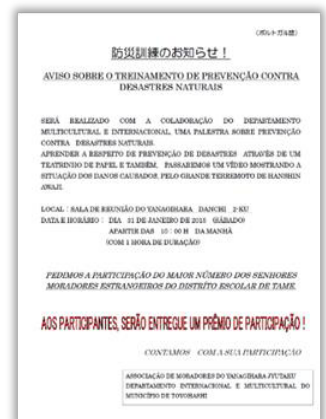 (ポルトガル語)
防災訓練のお知らせ!
AVISO SOBRE O TREINAMENTO DE PREVENÇÃO CONTRA
DESASTRES NATURAIS
SERÁ REALIZADO COM A COLABORAÇÃO DO DEPARTAMENTO
MULTICULTURAL E INTERNACIONAL, UMA PALESTRA SOBRE PREVENÇÃO
CONTRA DESASTRES NATURAIS.
APRENDER A RESPEITO DE PREVENÇÃO DE DESASTRES ATRAVÉS DE UM
TEATRINHO DE PAPEL E TAMBÉM, PASSAREMOS UM VÍDEO MOSTRANDO A
SITUAÇÃO DOS DANOS CAUSADOS, PELO GRANDE TERREMOTO DE HANSHIN
AWAJI.
LOCAL : SALA DE REUNIÃO DO YANAGIHARA DANCHI 2-KU
DATA E HORÁRIO : DIA 31 DE JANEIRO DE 2015 (SÁBADO)
APARTIR DAS 10 : 00 H DA MANHÃ
(COM 1 HORA DE DURAÇÃO)
PEDIMOS A PARTICIPAÇÃO DO MAIOR NÚMERO DOS SENHORES
MORADORES ESTRANGEIROS DO DISTRÍTO ESCOLAR DE TAME.
AOS PARTICIPANTES, SERÃO ENTREGUE UM PRÊMIO DE PARTICIPAÇÃO !
CONTAMOS COM A SUA PARTICIPAÇÃO
ASSOCIAÇÃO DE MORADORES DO YANAGIHARA JYUTAKU
DEPARTAMENTO INTERNACIONAL E MULTICULTURAL DO
MUNICÍPIO DE TOYOHASHI